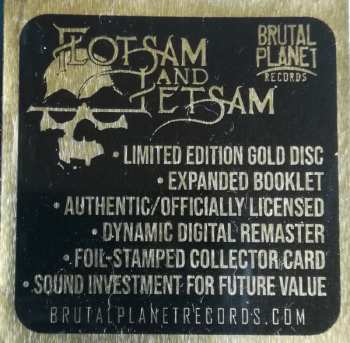 FLOTSAM
AND
JETSAM
BRUTAL
PLANET
RECORDS
• LIMITED EDITION GOLD DISC
• EXPANDED BOOKLET
• AUTHENTIC/OFFICIALLY LICENSED
• DYNAMIC DIGITAL REMASTER
• FOIL-STAMPED COLLECTOR CARD
• SOUND INVESTMENT FOR FUTURE VALUE
BRUTALPLANETRECORDS.COM